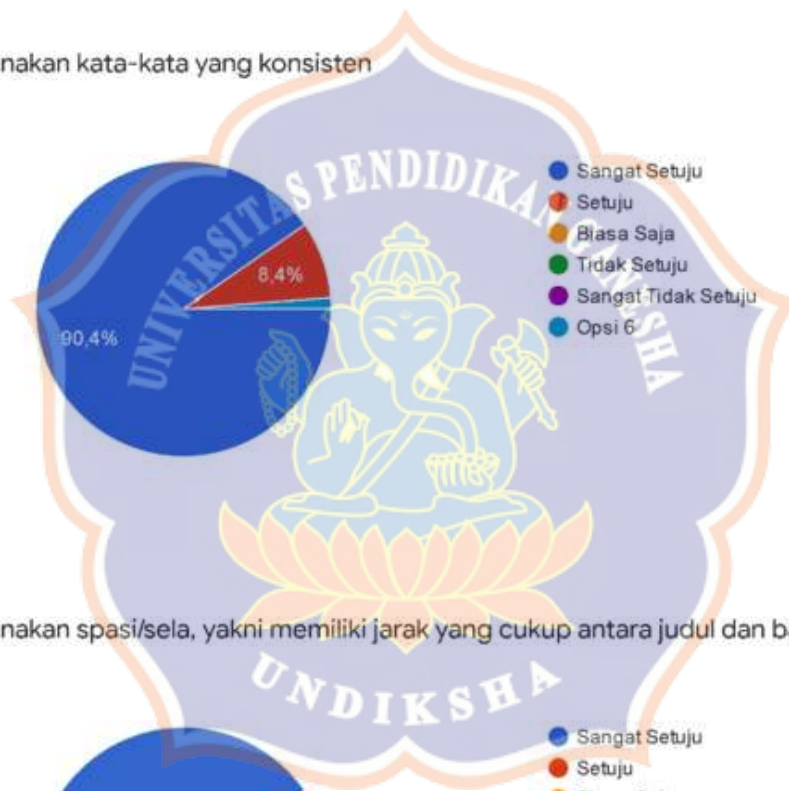 nakan kata-kata yang konsisten
UNIVERSITAS PENDIDIKAN GANESHA
Sangat Setuju
Setuju
Biasa Saja
Tidak Setuju
Sangat Tidak Setuju
Opsi 6
8,4%
90,4%
nakan spasi/sela, yakni memiliki jarak yang cukup antara judul dan
UNDIKSHA
Sangat Setuju
Setuju